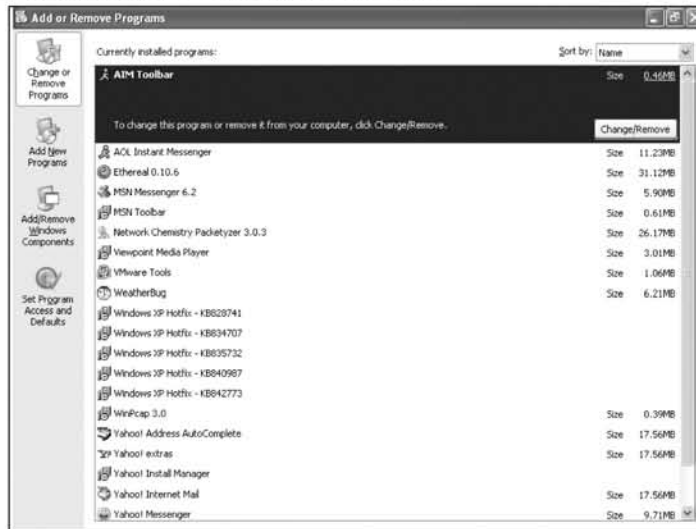 Add or Remove Programs
Change or
Remove
Programs
Add New
Programs
Add/Remove
Windows
Components
Set Program
Access and
Defaults
Currently installed programs:
Sort by: Name
AIM Toolbar Size 0.46MB
To change this program or remove it from your computer, click Change/Remove.
Change/Remove
AOL Instant Messenger Size 11.23MB
Ethereal 0.10.6 Size 31.12MB
MSN Messenger 6.2 Size 5.90MB
MSN Toolbar Size 0.61MB
Network Chemistry Packetyzer 3.0.3 Size 26.17MB
Viewpoint Media Player Size 3.01MB
VMware Tools Size 1.06MB
WeatherBug Size 6.21MB
Windows XP Hotfix - KB828741
Windows XP Hotfix - KB834707
Windows XP Hotfix - KB835732
Windows XP Hotfix - KB840987
Windows XP Hotfix - KB842773
WinPcap 3.0 Size 0.39MB
Yahoo! Address AutoComplete Size 17.56MB
Yahoo! extras Size 17.56MB
Yahoo! Install Manager
Yahoo! Internet Mail Size 17.56MB
Yahoo! Messenger Size 9.71MB